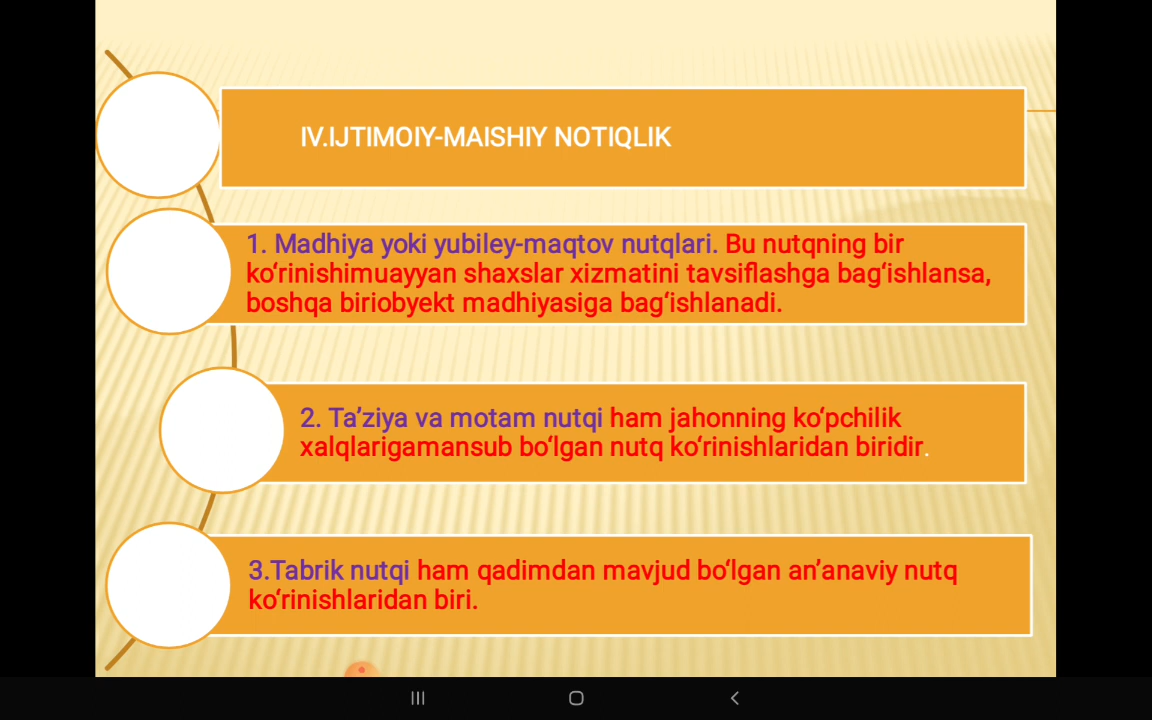 IV.IJTIMOIY-MAISHIY NOTIQLIK
1. Madhiya yoki yubiley-maqtov nutqlari. Bu nutqning bir
ko‘rinishimuayyan shaxslar xizmatini tavsiflashga bag‘ishlansa,
boshqa biriobyekt madhiyasiga bag‘ishlanadi.
2. Ta’ziya va motam nutqi ham jahonning ko‘pchilik
xalqlarigamansub bo‘lgan nutq ko‘rinishlaridan biridir.
3.Tabrik nutqi ham qadimdan mavjud bo‘lgan an’anaviy nutq
ko‘rinishlaridan biri.